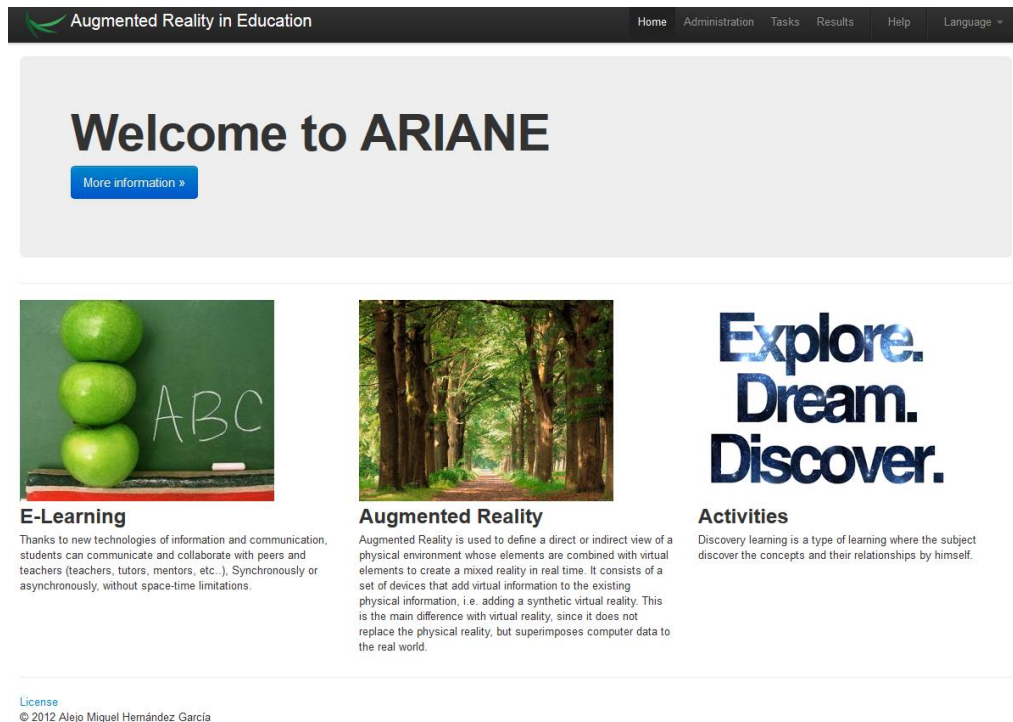 Augmented Reality in Education
Home Administration Tasks Results Help Language
Welcome to ARIANE
More information »
ABC
Explore.
Dream.
Discover.
E-Learning
Thanks to new technologies of information and communication,
students can communicate and collaborate with peers and
teachers (teachers, tutors, mentors, etc..), Synchronously or
asynchronously, without space-time limitations.
Augmented Reality
Augmented Reality is used to define a direct or indirect view of a
physical environment whose elements are combined with virtual
elements to create a mixed reality in real time. It consists of a
set of devices that add virtual information to the existing
physical information, i.e. adding a synthetic virtual reality. This
is the main difference with virtual reality, since it does not
replace the physical reality, but superimposes computer data to
the real world.
Activities
Discovery learning is a type of learning where the subject
discover the concepts and their relationships by himself.
License
© 2012 Alejo Miguel Hernández García